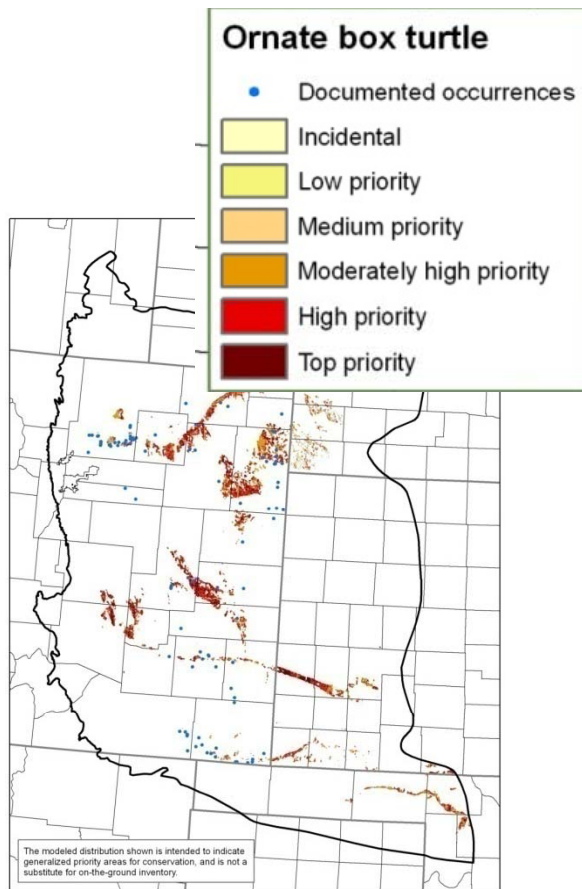 Ornate box turtle
Documented occurrences
Incidental
Low priority
Medium priority
Moderately high priority
High priority
Top priority
The modeled distribution shown is intended to indicate
generalized priority areas for conservation, and is not a
substitute for on-the-ground inventory.